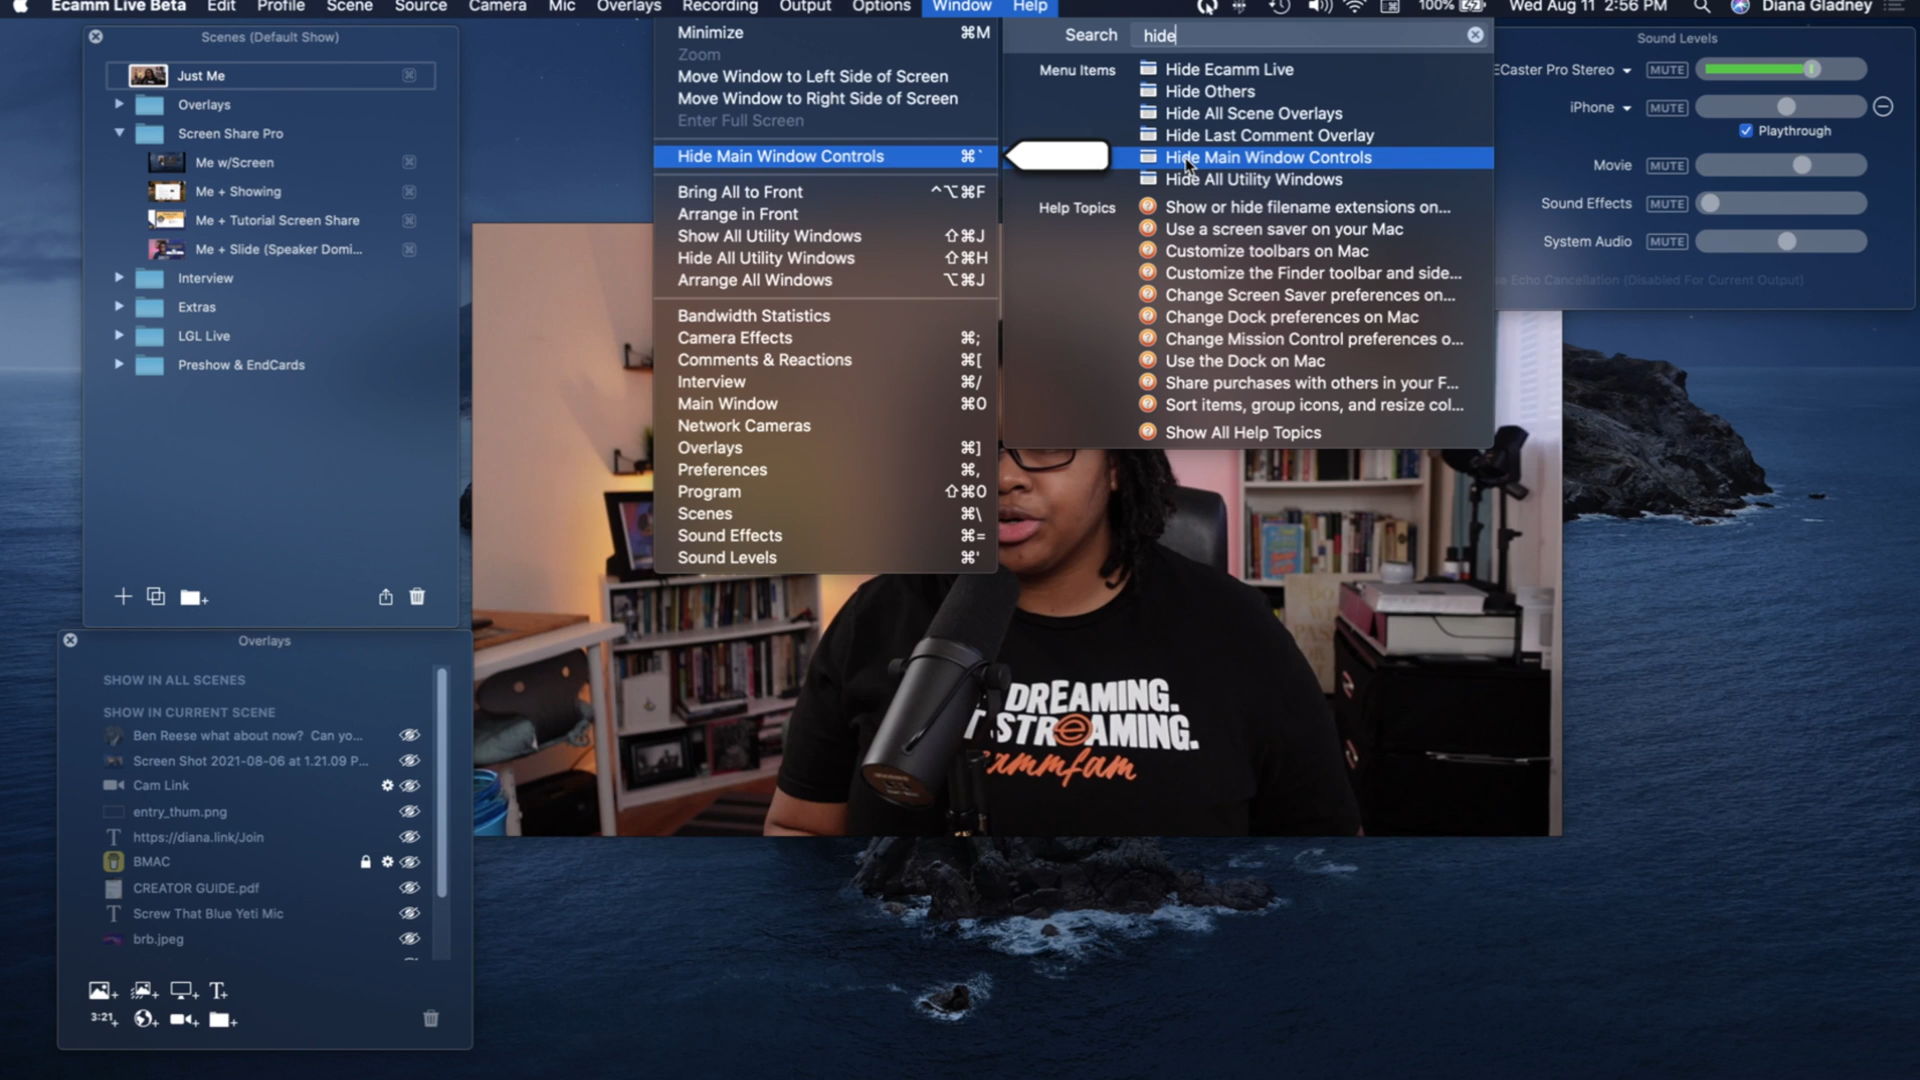 Ecamm Live Beta Edit Profile Scene Source Camera Mic Overlays Recording Output Options Window Help 100% Wed Aug 11 2:56 PM Diana Gladney
Scenes (Default Show)
Just Me
Overlays
Screen Share Pro
Me w/Screen
Me + Showing
Me + Tutorial Screen Share
Me + Slide (Speaker Domi...
Interview
Extras
LGL Live
Preshow & EndCards
Overlays
SHOW IN ALL SCENES
SHOW IN CURRENT SCENE
Ben Reese what about now? Can yo...
Screen Shot 2021-08-06 at 1.21.09 P...
Cam Link
entry_thum.png
https://diana.link/Join
BMAC
CREATOR GUIDE.pdf
Screw That Blue Yeti Mic
brb.jpeg
3:21+
Minimize ⌘M
Zoom
Move Window to Left Side of Screen
Move Window to Right Side of Screen
Enter Full Screen
Hide Main Window Controls ⌘`
Bring All to Front ^⌥⌘F
Arrange in Front
Show All Utility Windows ⇧⌘J
Hide All Utility Windows ⇧⌘H
Arrange All Windows ⌥⌘J
Bandwidth Statistics
Camera Effects ⌘;
Comments & Reactions ⌘[
Interview ⌘/
Main Window ⌘0
Network Cameras
Overlays ⌘]
Preferences ⌘,
Program ⇧⌘0
Scenes ⌘\
Sound Effects ⌘=
Sound Levels ⌘'
Search hide
Menu Items
Hide Ecamm Live
Hide Others
Hide All Scene Overlays
Hide Last Comment Overlay
Hide Main Window Controls
Hide All Utility Windows
Help Topics
Show or hide filename extensions on...
Use a screen saver on your Mac
Customize toolbars on Mac
Customize the Finder toolbar and side...
Change Screen Saver preferences on...
Change Dock preferences on Mac
Change Mission Control preferences o...
Use the Dock on Mac
Share purchases with others in your F...
Sort items, group icons, and resize col...
Show All Help Topics
Sound Levels
ECaster Pro Stereo MUTE
iPhone MUTE
Playthrough
Movie MUTE
Sound Effects MUTE
System Audio MUTE
Echo Cancellation (Disabled For Current Output)
DREAMING.
STREAMING.
ammfam